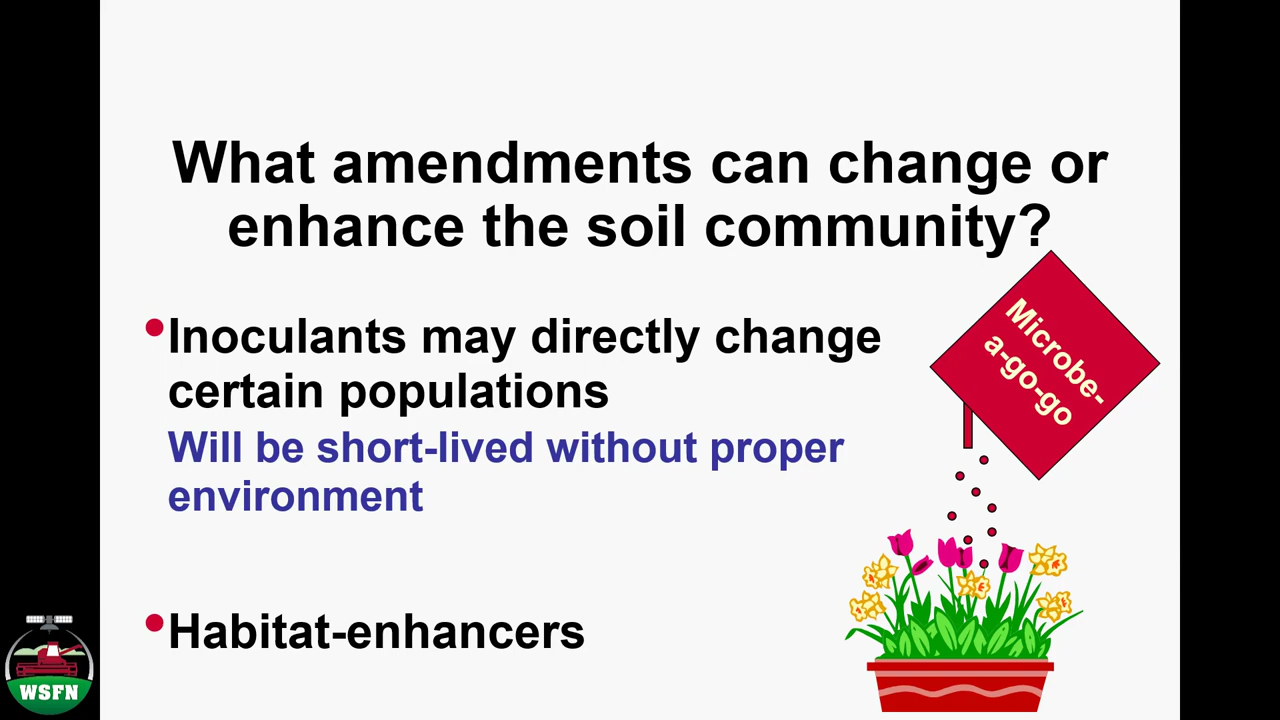 What amendments can change or
enhance the soil community?
•Inoculants may directly change
certain populations
Will be short-lived without proper
environment
•Habitat-enhancers
Microbe-
a-go-go
WSFN